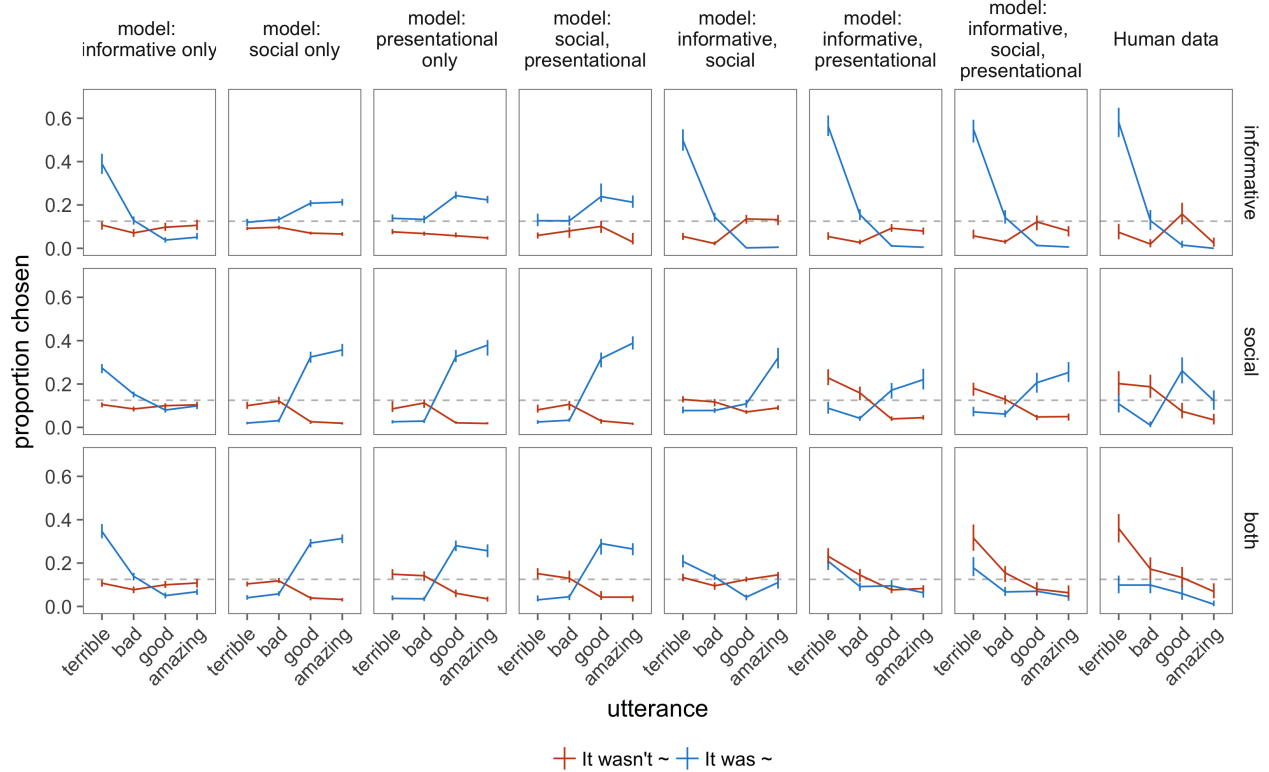 model:
informative only
model:
social only
model:
presentational
only
model:
social,
presentational
model:
informative,
social
model:
informative,
presentational
model:
informative,
social,
presentational
Human data
proportion chosen
0.6
0.4
0.2
0.0
informative
0.6
0.4
0.2
0.0
social
0.6
0.4
0.2
0.0
both
terrible bad good amazing
terrible bad good amazing
terrible bad good amazing
terrible bad good amazing
terrible bad good amazing
terrible bad good amazing
terrible bad good amazing
terrible bad good amazing
utterance
It wasn't ~ It was ~